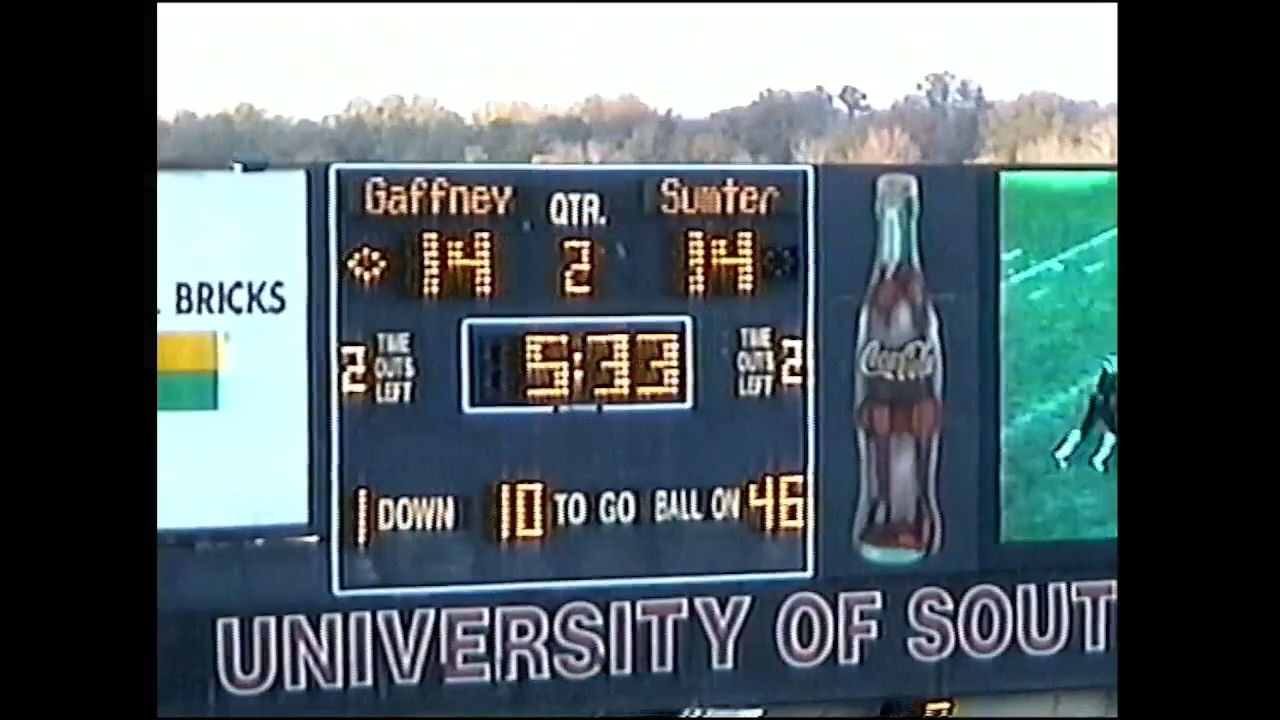 Gaffney QTR. Sumter
14 2 14
BRICKS
2 TIME OUTS LEFT 5:33 TIME OUTS LEFT 2
Coca-Cola
1 DOWN 10 TO GO BALL ON 46
UNIVERSITY OF SOUT